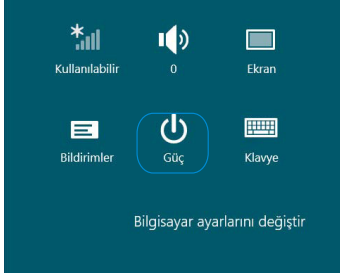 Kullanılabilir
0
Ekran
Bildirimler
Güç
Klavye
Bilgisayar ayarlarını değiştir